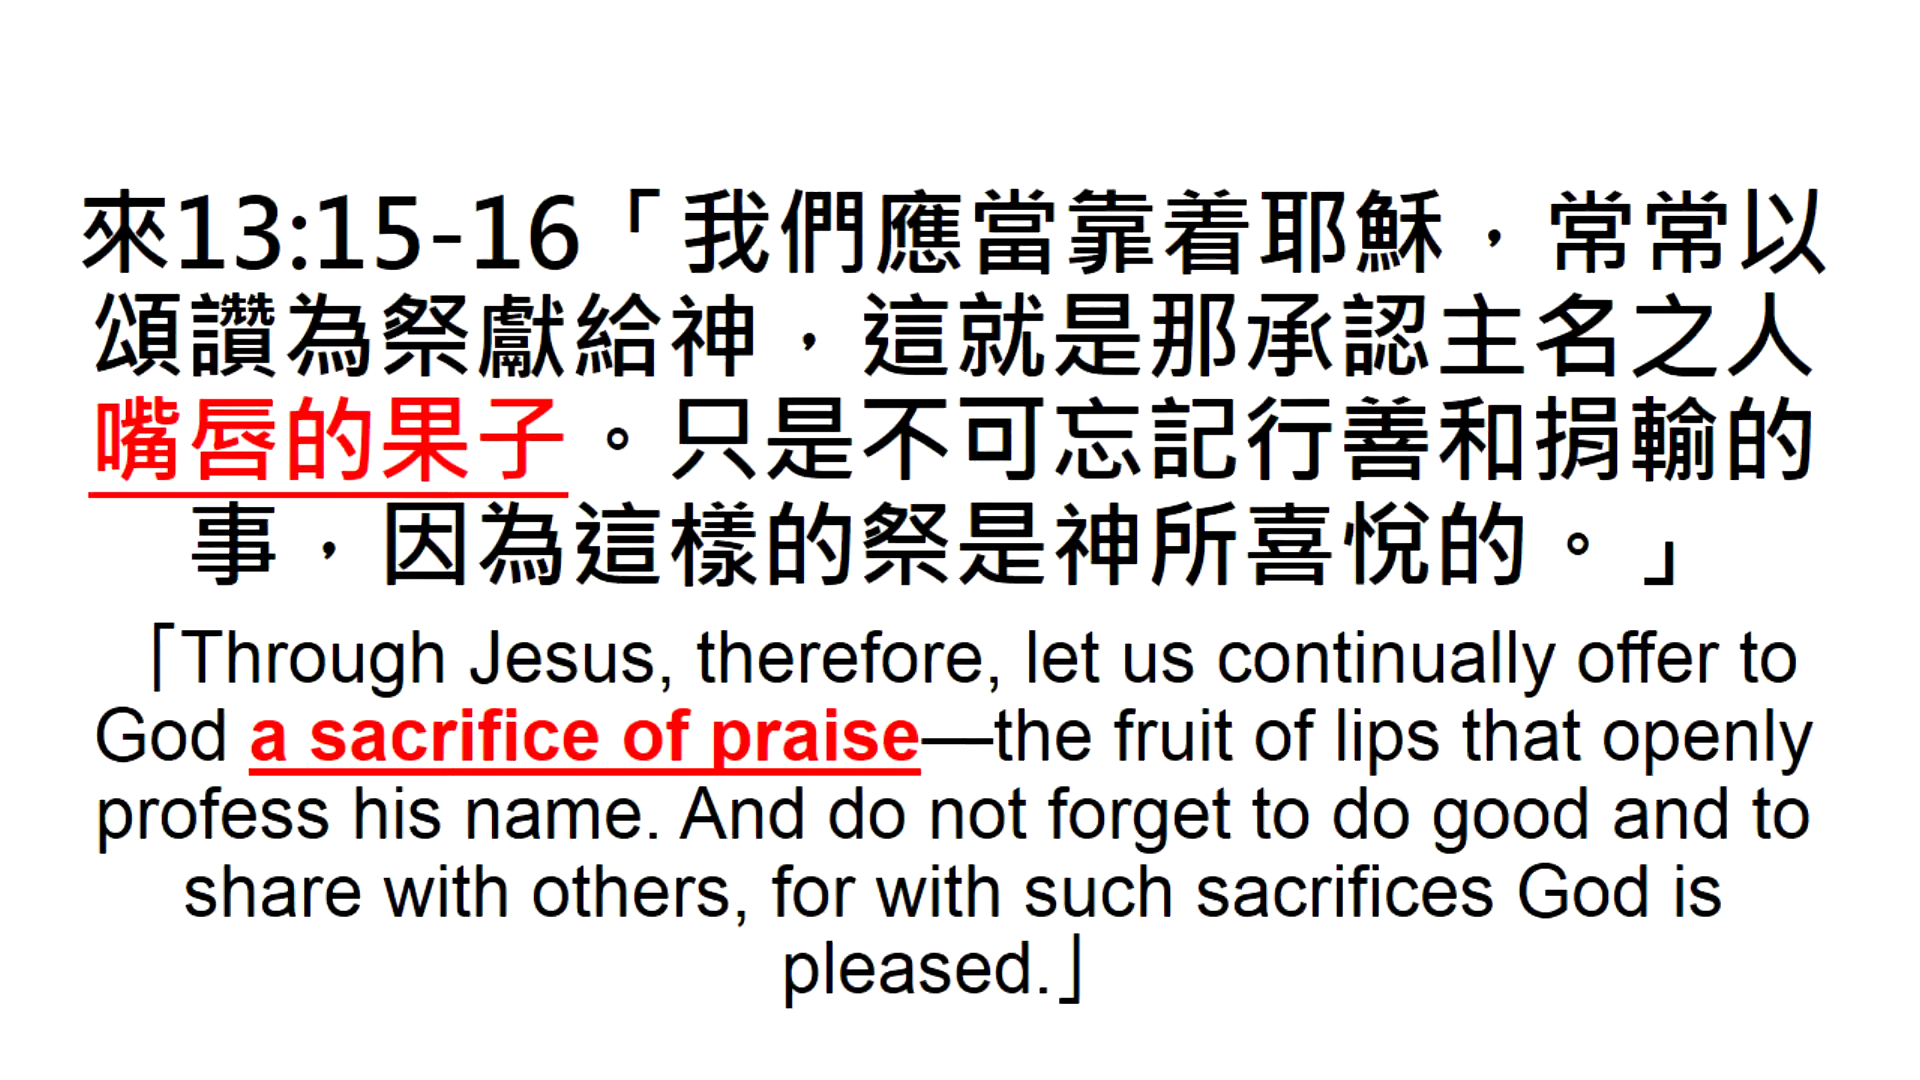 來13:15-16「我們應當靠着耶穌，常常以
頌讚為祭獻給神，這就是那承認主名之人
嘴唇的果子。只是不可忘記行善和捐輸的
事，因為這樣的祭是神所喜悅的。」
「Through Jesus, therefore, let us continually offer to
God a sacrifice of praise—the fruit of lips that openly
profess his name. And do not forget to do good and to
share with others, for with such sacrifices God is
pleased.」